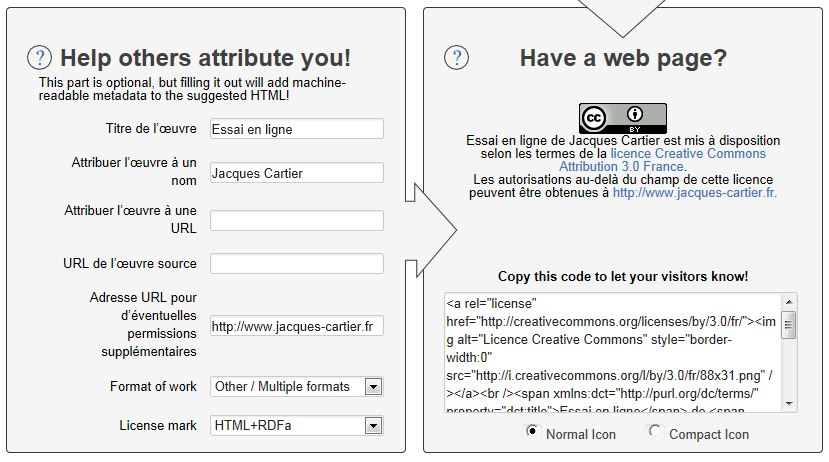 ? Help others attribute you!
This part is optional, but filling it out will add machine-
readable metadata to the suggested HTML!
Titre de l'œuvre Essai en ligne
Attribuer l'œuvre à un
nom Jacques Cartier
Attribuer l'œuvre à une
URL
URL de l'œuvre source
Adresse URL pour
d'éventuelles
permissions
supplémentaires
http://www.jacques-cartier.fr
Format of work Other / Multiple formats
License mark HTML+RDFa
? Have a web page?
cc
BY
Essai en ligne de Jacques Cartier est mis à disposition
selon les termes de la licence Creative Commons
Attribution 3.0 France.
Les autorisations au-delà du champ de cette licence
peuvent être obtenues à http://www.jacques-cartier.fr.
Copy this code to let your visitors know!
<a rel="license"
href="http://creativecommons.org/licenses/by/3.0/fr/"><im
g alt="Licence Creative Commons" style="border-
width:0"
src="http://i.creativecommons.org/l/by/3.0/fr/88x31.png" /
></a><br /><span xmlns:dct="http://purl.org/dc/terms/"
property="dct:title">Essai en ligne</span> de <span
Normal Icon Compact Icon